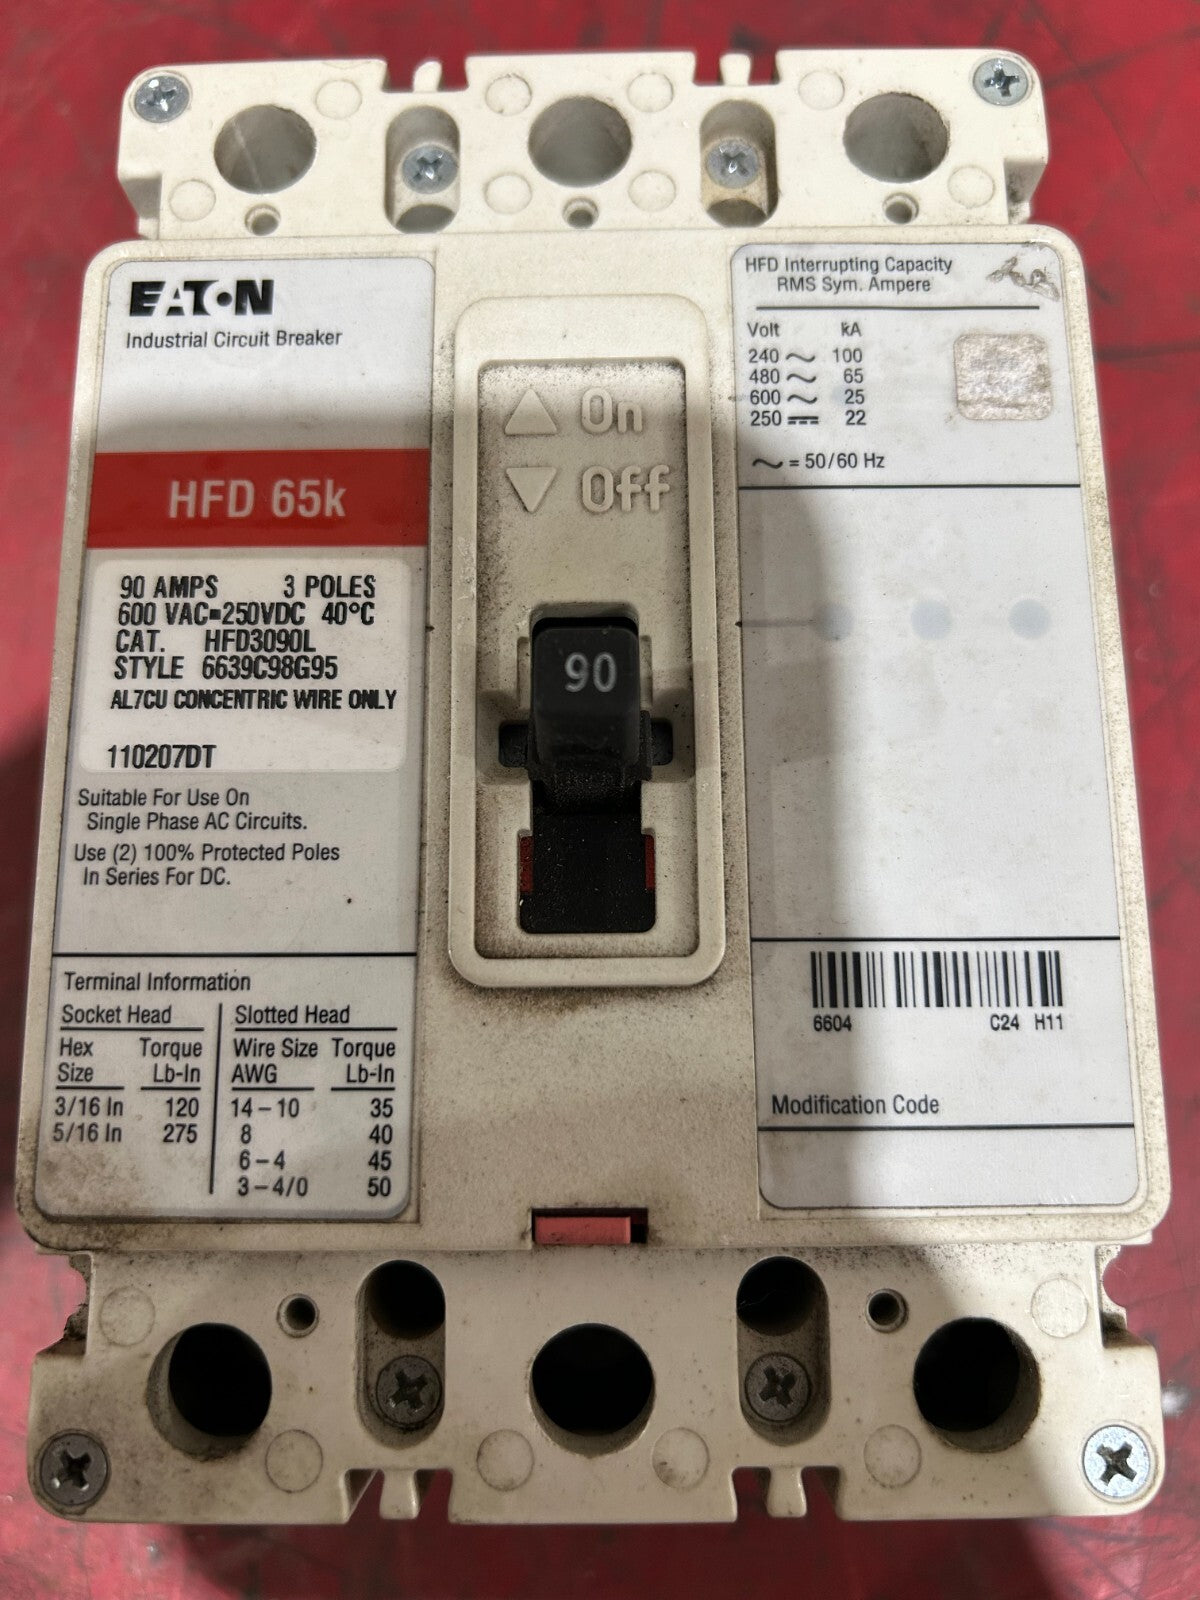 EATON
Industrial Circuit Breaker
HFD 65k
90 AMPS 3 POLES
600 VAC▪250VDC 40°C
CAT. HFD3090L
STYLE 6639C98G95
AL7CU CONCENTRIC WIRE ONLY
110207DT
Suitable For Use On
Single Phase AC Circuits.
Use (2) 100% Protected Poles
In Series For DC.
Terminal Information
Socket Head
Hex Torque
Size Lb-In
3/16 In 120
5/16 In 275
Slotted Head
Wire Size Torque
AWG Lb-In
14 – 10 35
8 40
6 – 4 45
3 – 4/0 50
On
Off
90
HFD Interrupting Capacity
RMS Sym. Ampere
Volt kA
240 ～ 100
480 ～ 65
600 ～ 25
250 ⎓ 22
～ = 50/60 Hz
6604 C24 H11
Modification Code